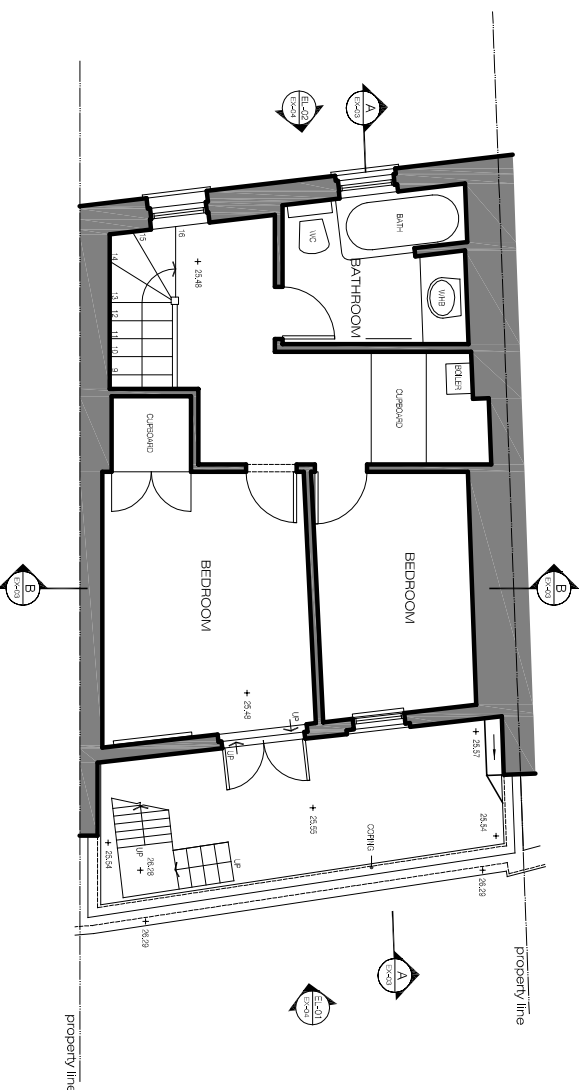 EL-02
EX-04
A
EX-03
BATH
WC
BATHROOM
WHB
16
15
14
13
12
11
10
9
+ 25.48
BOILER
CUPBOARD
CUPBOARD
B
EX-03
B
EX-03
BEDROOM
BEDROOM
+ 25.48
UP
UP
+ 25.57
25.54 +
+ 25.55
COPING
UP
UP
26.28 +
+ 25.54
+ 26.29
+ 26.29
A
EX-03
EL-01
EX-04
property line
property line